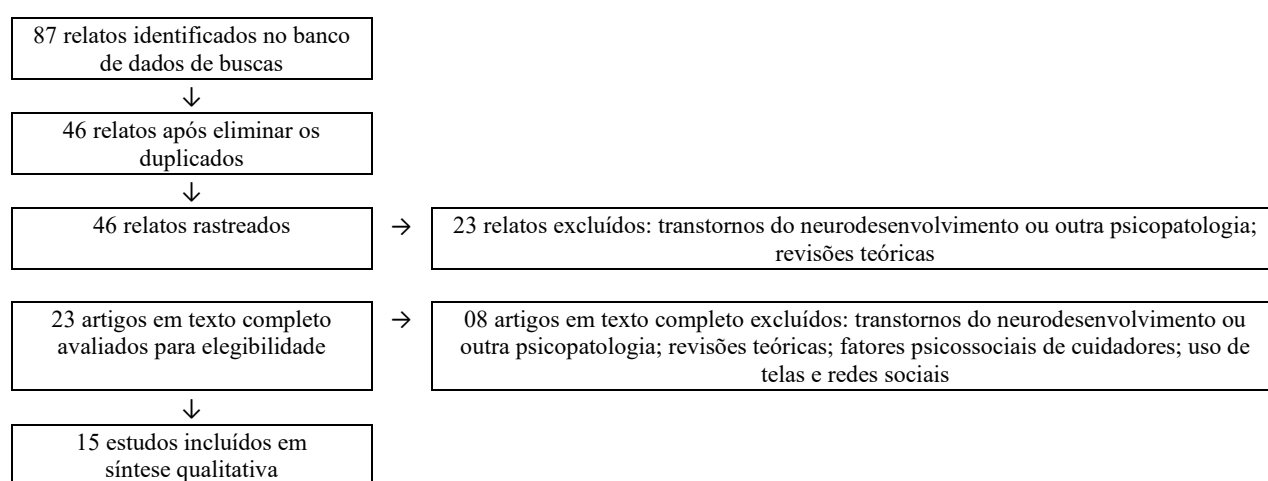 87 relatos identificados no banco
de dados de buscas
↓
46 relatos após eliminar os
duplicados
↓
46 relatos rastreados
→
23 relatos excluídos: transtornos do neurodesenvolvimento ou outra psicopatologia;
revisões teóricas
23 artigos em texto completo
avaliados para elegibilidade
→
08 artigos em texto completo excluídos: transtornos do neurodesenvolvimento ou
outra psicopatologia; revisões teóricas; fatores psicossociais de cuidadores; uso de
telas e redes sociais
↓
15 estudos incluídos em
síntese qualitativa